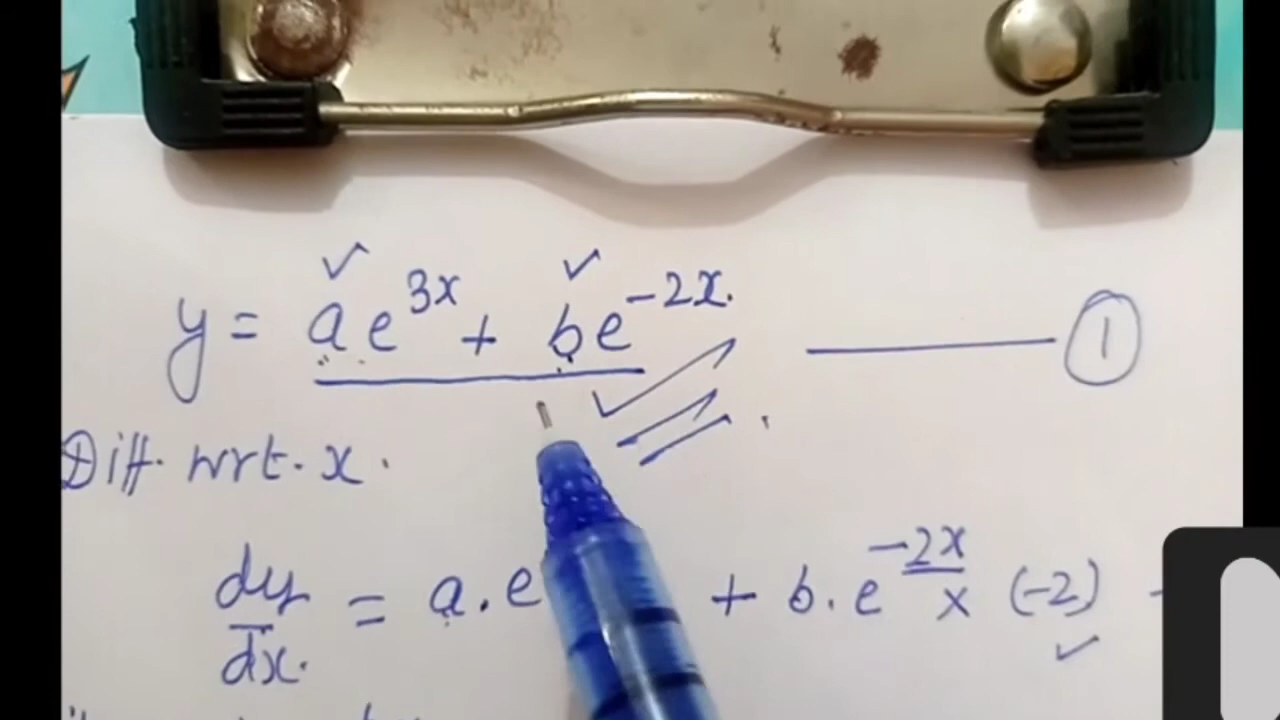 y = ae^{3x} + be^{-2x}. ——— ①
Diff. wrt. x.
dy/dx. = a.e + b.e^{-2x} x (-2)